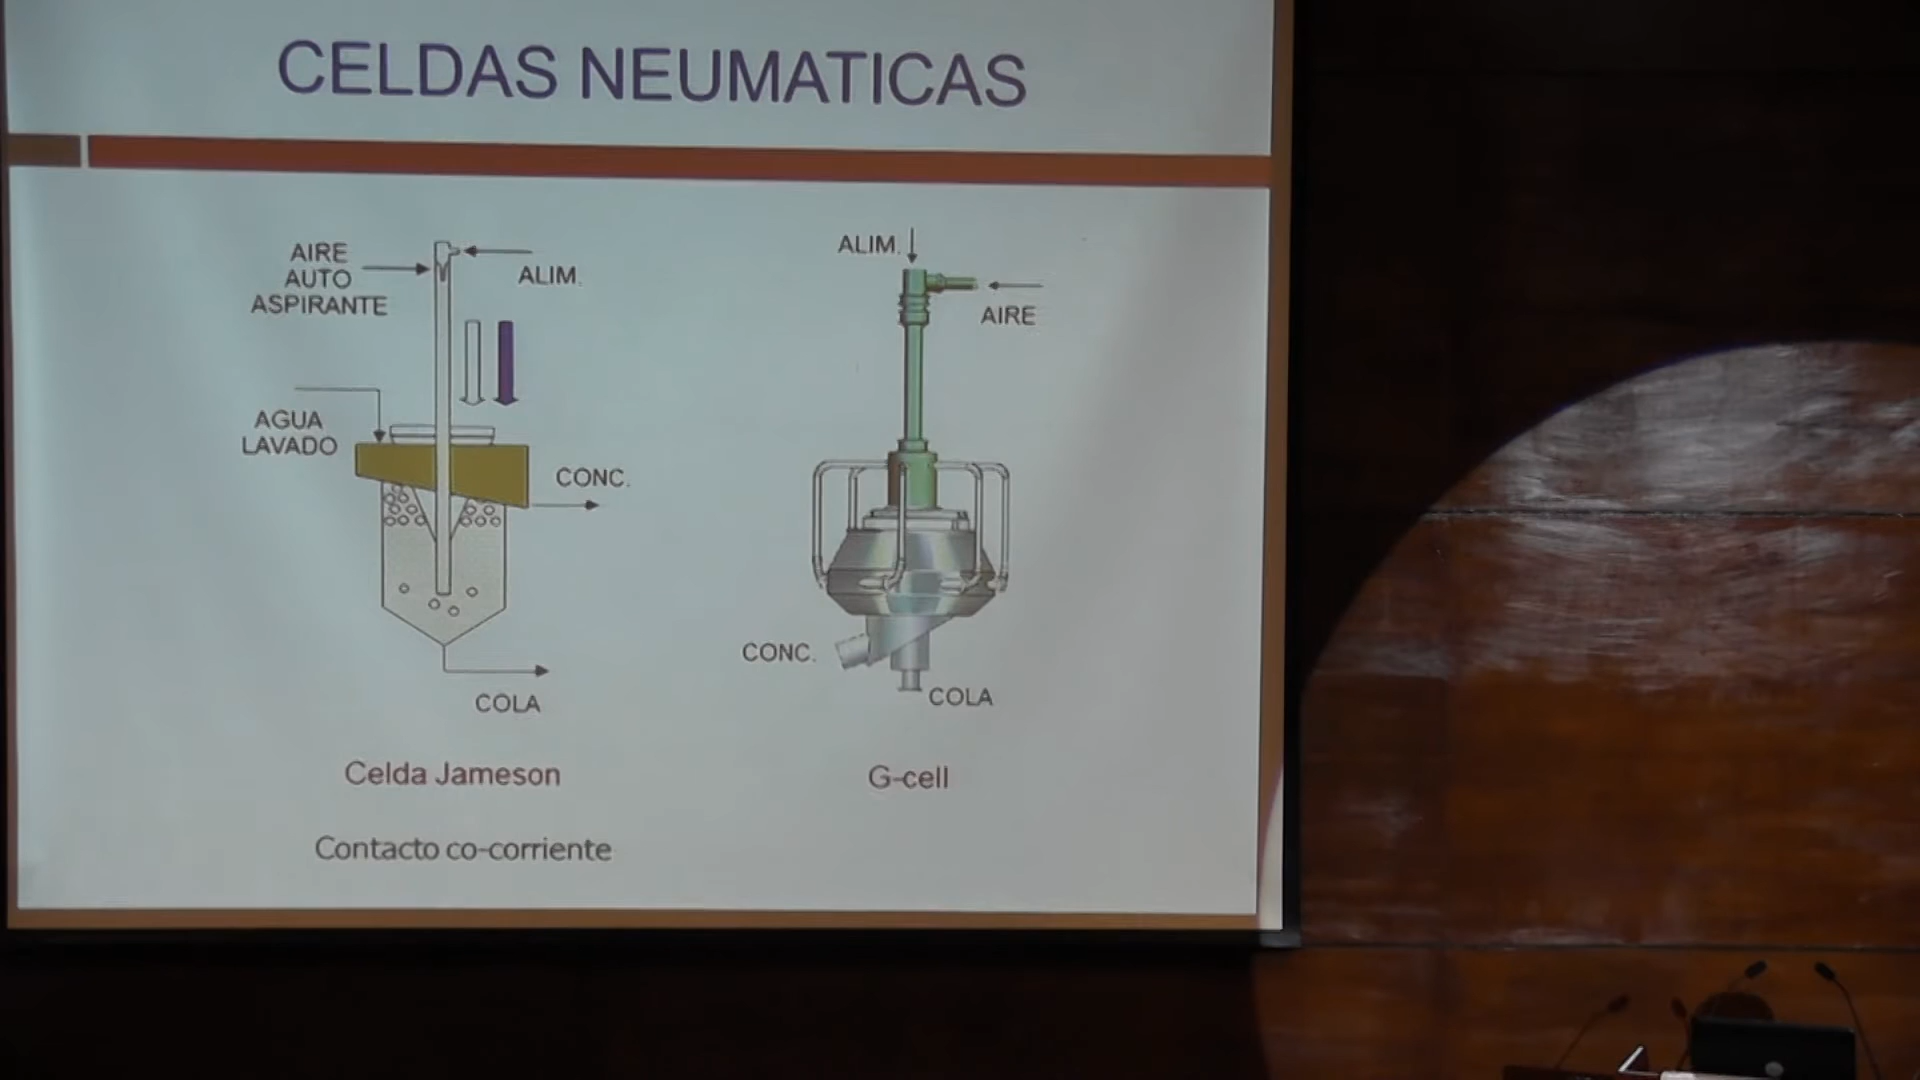 CELDAS NEUMATICAS
AIRE
AUTO
ASPIRANTE
ALIM.
AGUA
LAVADO
CONC.
COLA
Celda Jameson
Contacto co-corriente
ALIM.
AIRE
CONC.
COLA
G-cell